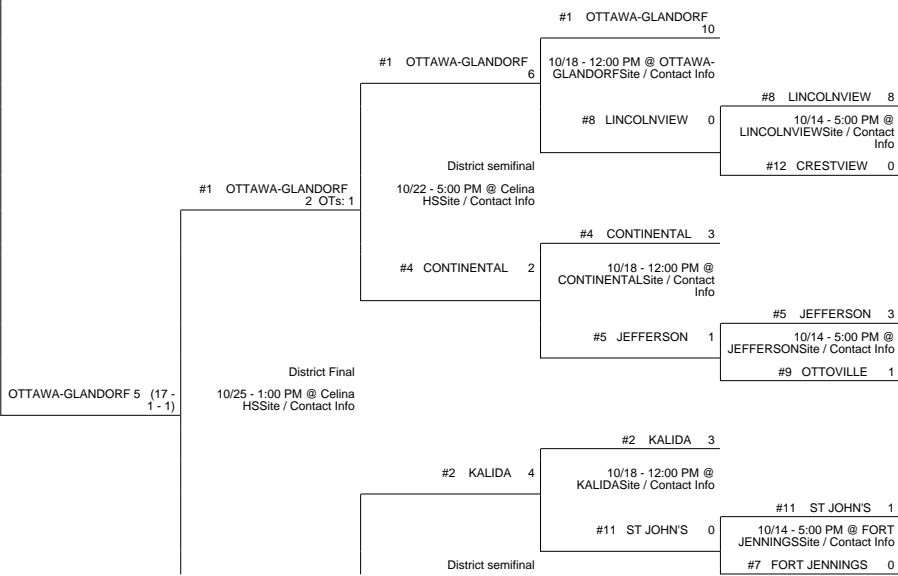 #1 OTTAWA-GLANDORF
10
#1 OTTAWA-GLANDORF
6
10/18 - 12:00 PM @ OTTAWA-
GLANDORFSite / Contact Info
#8 LINCOLNVIEW 8
#8 LINCOLNVIEW 0
10/14 - 5:00 PM @
LINCOLNVIEWSite / Contact
Info
District semifinal
#12 CRESTVIEW 0
#1 OTTAWA-GLANDORF
2 OTs: 1
10/22 - 5:00 PM @ Celina
HSSite / Contact Info
#4 CONTINENTAL 3
#4 CONTINENTAL 2
10/18 - 12:00 PM @
CONTINENTALSite / Contact
Info
#5 JEFFERSON 3
#5 JEFFERSON 1
10/14 - 5:00 PM @
JEFFERSONSite / Contact Info
District Final
#9 OTTOVILLE 1
OTTAWA-GLANDORF 5 (17 -
1 - 1)
10/25 - 1:00 PM @ Celina
HSSite / Contact Info
#2 KALIDA 3
#2 KALIDA 4
10/18 - 12:00 PM @
KALIDASite / Contact Info
#11 ST JOHN'S 1
#11 ST JOHN'S 0
10/14 - 5:00 PM @ FORT
JENNINGSSite / Contact Info
District semifinal
#7 FORT JENNINGS 0